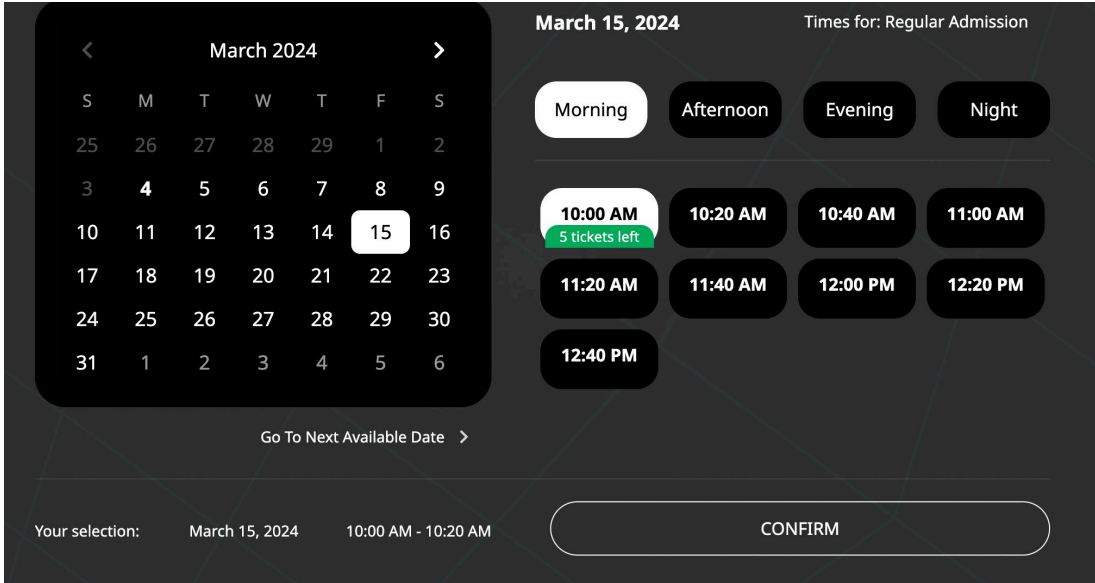 March 2024
S M T W T F S
25 26 27 28 29 1 2
3 4 5 6 7 8 9
10 11 12 13 14 15 16
17 18 19 20 21 22 23
24 25 26 27 28 29 30
31 1 2 3 4 5 6
Go To Next Available Date
March 15, 2024 Times for: Regular Admission
Morning Afternoon Evening Night
10:00 AM 10:20 AM 10:40 AM 11:00 AM
5 tickets left
11:20 AM 11:40 AM 12:00 PM 12:20 PM
12:40 PM
Your selection: March 15, 2024 10:00 AM - 10:20 AM
CONFIRM